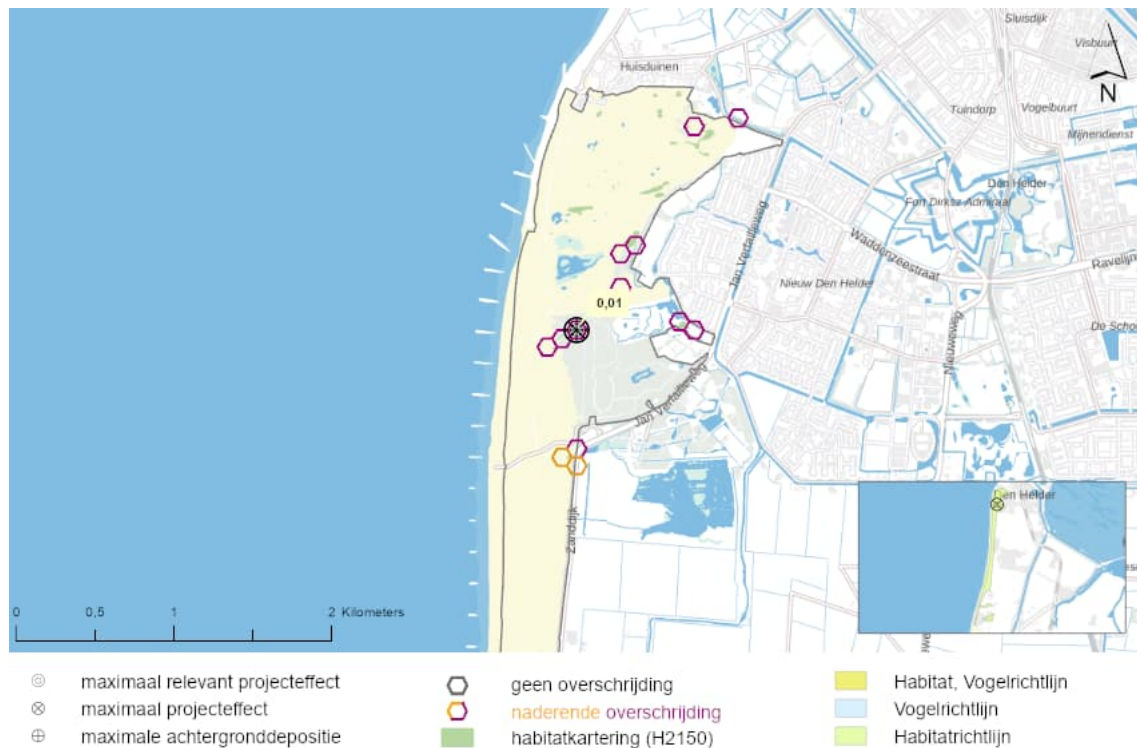 Sluisdijk
Visbuurt
Huisduinen
N
Tuindorp
Vogelbuurt
Mijnendienst
Den Helder
Fort Dirksz Admiraal
Jan Verfailleweg
Waddenzeestraat
Ravelijn
Nieuw Den Helder
0,01
De Scho
Nieuweweg
Jan Verfailleweg
en Helder
Zanddijk
0 0,5 1 2 Kilometers
maximaal relevant projecteffect
maximaal projecteffect
maximale achtergronddepositie
geen overschrijding
naderende overschrijding
habitatkartering (H2150)
Habitat, Vogelrichtlijn
Vogelrichtlijn
Habitatrichtlijn